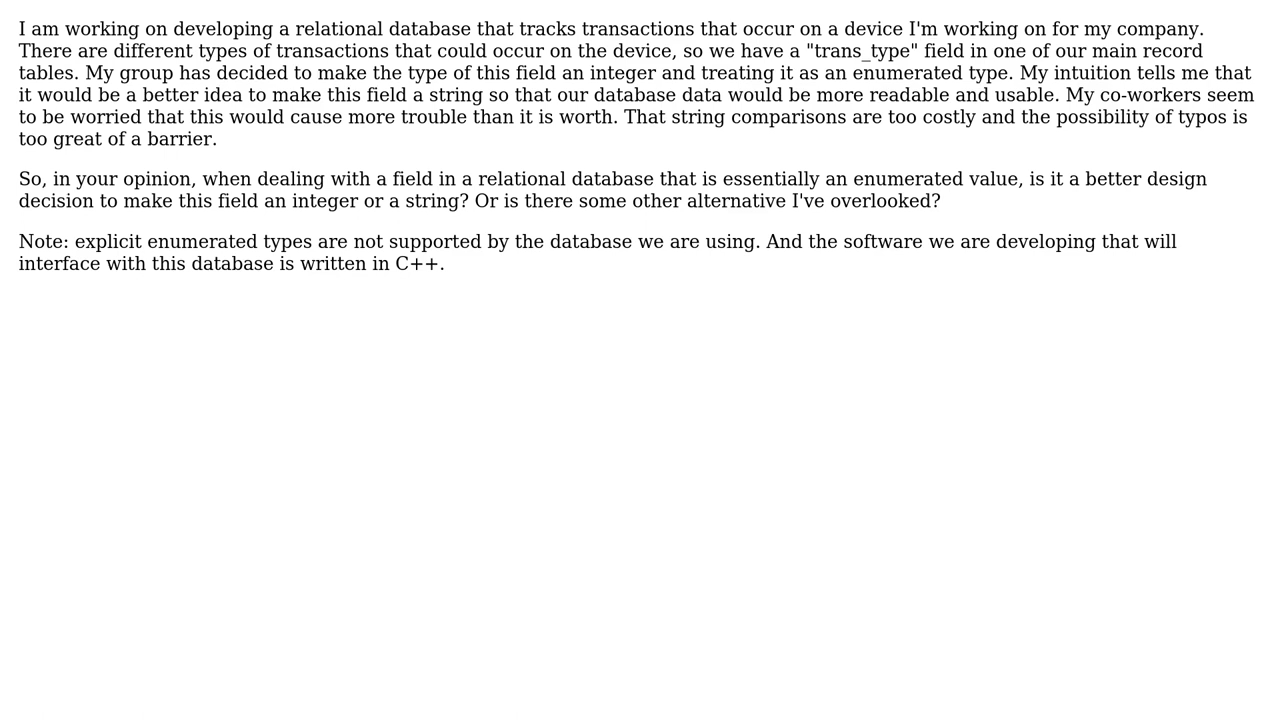 I am working on developing a relational database that tracks transactions that occur on a device I'm working on for my company.
There are different types of transactions that could occur on the device, so we have a "trans_type" field in one of our main record
tables. My group has decided to make the type of this field an integer and treating it as an enumerated type. My intuition tells me that
it would be a better idea to make this field a string so that our database data would be more readable and usable. My co-workers seem
to be worried that this would cause more trouble than it is worth. That string comparisons are too costly and the possibility of typos is
too great of a barrier.
So, in your opinion, when dealing with a field in a relational database that is essentially an enumerated value, is it a better design
decision to make this field an integer or a string? Or is there some other alternative I've overlooked?
Note: explicit enumerated types are not supported by the database we are using. And the software we are developing that will
interface with this database is written in C++.